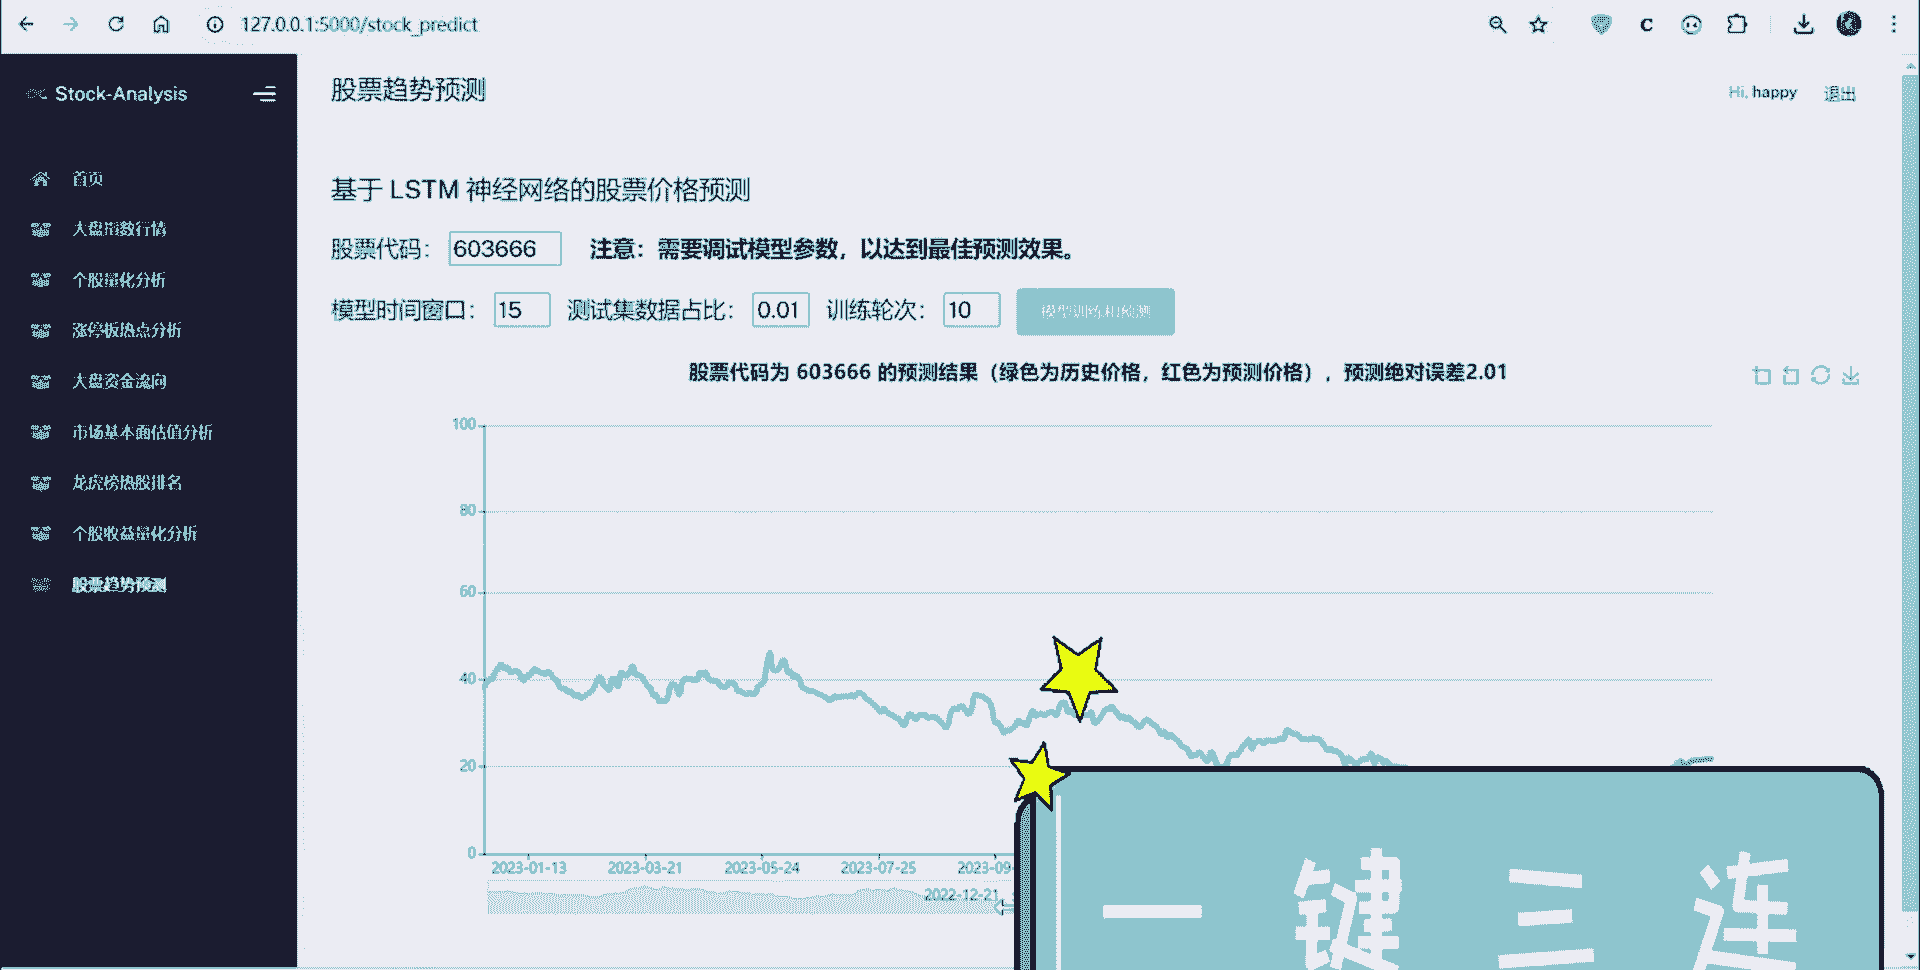 127.0.0.1:5000/stock_predict
Stock-Analysis
股票趋势预测
Hi, happy 退出
首页
大盘指数行情
个股量化分析
涨停板热点分析
大盘资金流向
市场基本面估值分析
龙虎榜热股排名
个股收益量化分析
股票趋势预测
基于 LSTM 神经网络的股票价格预测
股票代码： 603666 注意：需要调试模型参数，以达到最佳预测效果。
模型时间窗口： 15 测试集数据占比： 0.01 训练轮次： 10 模型训练和预测
股票代码为 603666 的预测结果（绿色为历史价格，红色为预测价格），预测绝对误差2.01
100
80
60
40
20
0
2023-01-13 2023-03-21 2023-05-24 2023-07-25 2023-09-
2022-12-21
一键三连